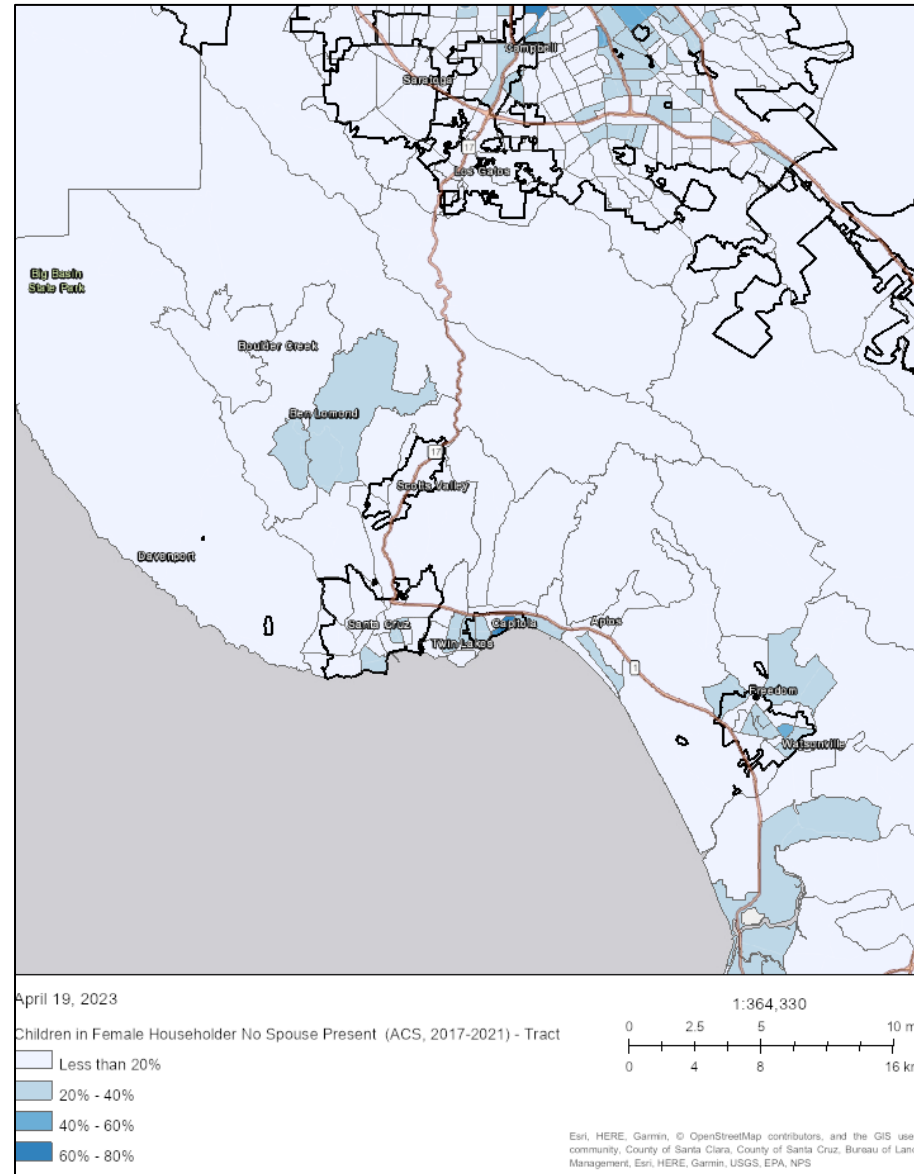 Campbell
Saratoga
17
Los Gatos
Big Basin
State Park
Boulder Creek
Ben Lomond
17
Scotts Valley
Davenport
Santa Cruz
Capitola
Aptos
Twin Lakes
1
Freedom
Watsonville
April 19, 2023
Children in Female Householder No Spouse Present (ACS, 2017-2021) - Tract
Less than 20%
20% - 40%
40% - 60%
60% - 80%
1:364,330
0 2.5 5 10 m
0 4 8 16 k
Esri, HERE, Garmin, © OpenStreetMap contributors, and the GIS use
community, County of Santa Clara, County of Santa Cruz, Bureau of Land
Management, Esri, HERE, Garmin, USGS, EPA, NPS